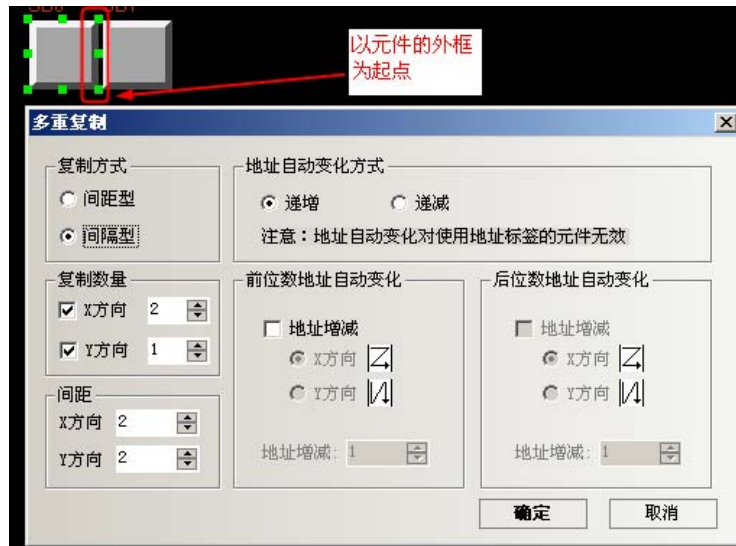 以元件的外框
为起点
多重复制
复制方式
间距型
间隔型
地址自动变化方式
递增 递减
注意：地址自动变化对使用地址标签的元件无效
复制数量
X方向 2
Y方向 1
间距
X方向 2
Y方向 2
前位数地址自动变化
地址增减
X方向
Y方向
地址增减: 1
后位数地址自动变化
地址增减
X方向
Y方向
地址增减: 1
确定 取消